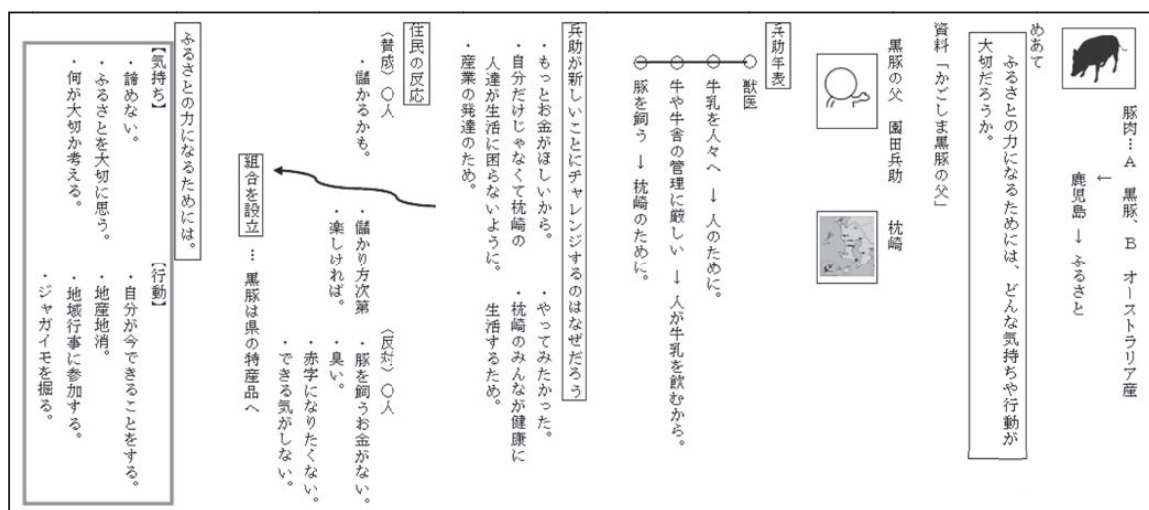 豚肉…A　黒豚、B　オーストラリア産
←
鹿児島　→　ふるさと
めあて
ふるさとの力になるためには、どんな気持ちや行動が
大切だろうか。
資料「かごしま黒豚の父」
黒豚の父　園田兵助
枕崎
兵助年表
獣医
牛乳を人々へ　→　人のために。
牛や牛舎の管理に厳しい　→　人が牛乳を飲むから。
豚を飼う　→　枕崎のために。
兵助が新しいことにチャレンジするのはなぜだろう
・もっとお金がほしいから。
・自分だけじゃなくて枕崎の
人達が生活に困らないように。
・産業の発達のため。
・やってみたかった。
・枕崎のみんなが健康に
生活するため。
住民の反応
〈賛成〉〇人
・儲かるかも。
・儲かり方次第
・楽しければ。
〈反対〉〇人
・豚を飼うお金がない。
・臭い。
・赤字になりたくない。
・できる気がしない。
組合を設立　…　黒豚は県の特産品へ
ふるさとの力になるためには。
【気持ち】
・諦めない。
・ふるさとを大切に思う。
・何が大切か考える。
【行動】
・自分が今できることをする。
・地産地消。
・地域行事に参加する。
・ジャガイモを掘る。